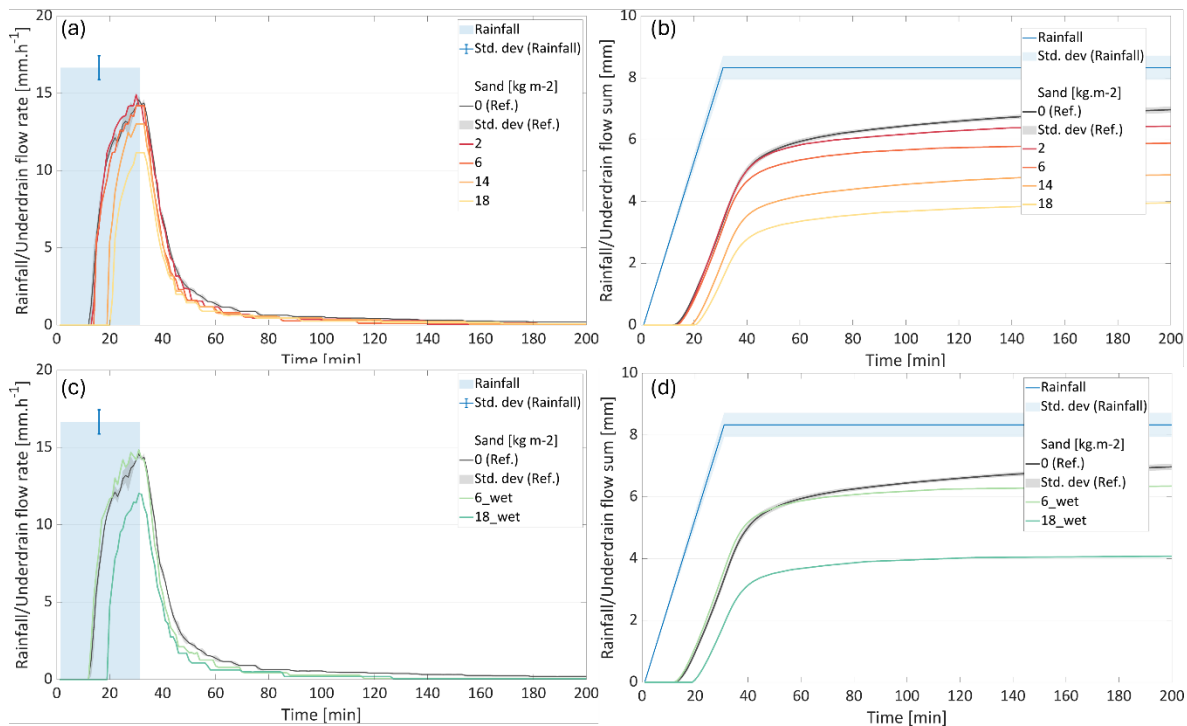 (a)
Rainfall/Underdrain flow rate [mm.h-1]
20
15
10
5
0
0 20 40 60 80 100 120 140 160 180 200
Time [min]
Rainfall
Std. dev (Rainfall)
Sand [kg m-2]
0 (Ref.)
Std. dev (Ref.)
2
6
14
18
(b)
Rainfall/Underdrain flow sum [mm]
10
8
6
4
2
0
0 20 40 60 80 100 120 140 160 180 200
Time [min]
Rainfall
Std. dev (Rainfall)
Sand [kg.m-2]
0 (Ref.)
Std. dev (Ref.)
2
6
14
18
(c)
Rainfall/Underdrain flow rate [mm.h-1]
20
15
10
5
0
0 20 40 60 80 100 120 140 160 180 200
Time [min]
Rainfall
Std. dev (Rainfall)
Sand [kg m-2]
0 (Ref.)
Std. dev (Ref.)
6_wet
18_wet
(d)
Rainfall/Underdrain flow sum [mm]
10
8
6
4
2
0
0 20 40 60 80 100 120 140 160 180 200
Time [min]
Rainfall
Std. dev (Rainfall)
Sand [kg.m-2]
0 (Ref.)
Std. dev (Ref.)
6_wet
18_wet